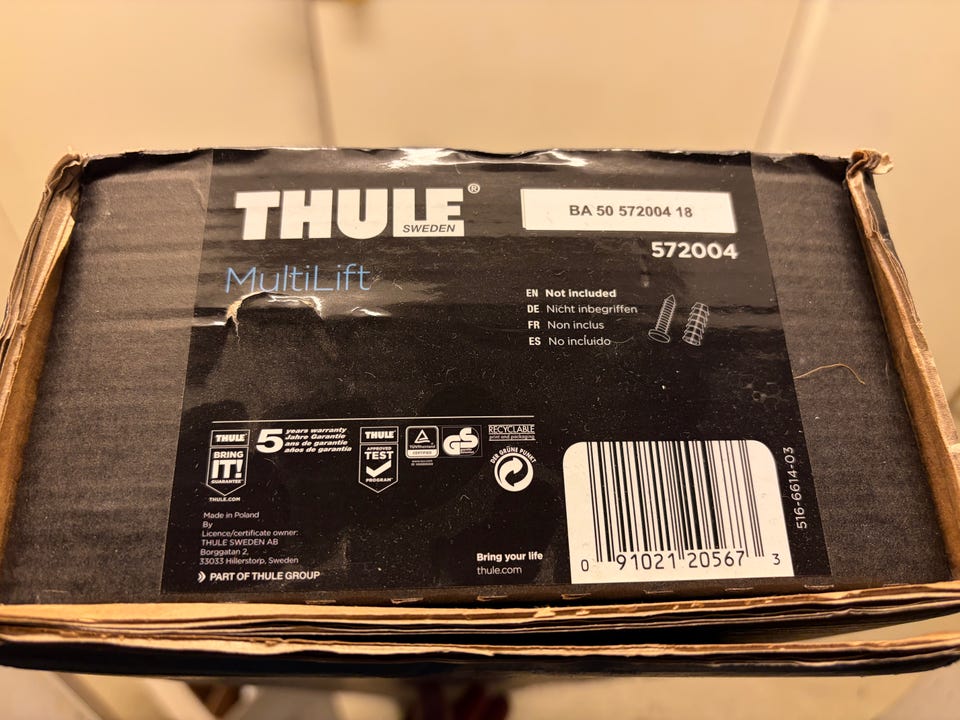 THULE®
SWEDEN
BA 50 572004 18
572004
MultiLift
EN Not included
DE Nicht inbegriffen
FR Non inclus
ES No incluido
THULE
BRING
IT!
GUARANTEE
THULE.COM
5 years warranty
Jahre Garantie
ans de garantie
años de garantía
THULE
APPROVED
TEST
PROGRAM
TÜVRheinland
CERTIFIED
GS
RECYCLABLE
print and packaging
DER GRÜNE PUNKT
Made in Poland
By
Licence/certificate owner:
THULE SWEDEN AB
Borggatan 2,
33033 Hillerstorp, Sweden
PART OF THULE GROUP
Bring your life
thule.com
0 91021 20567 3
516-6614-03